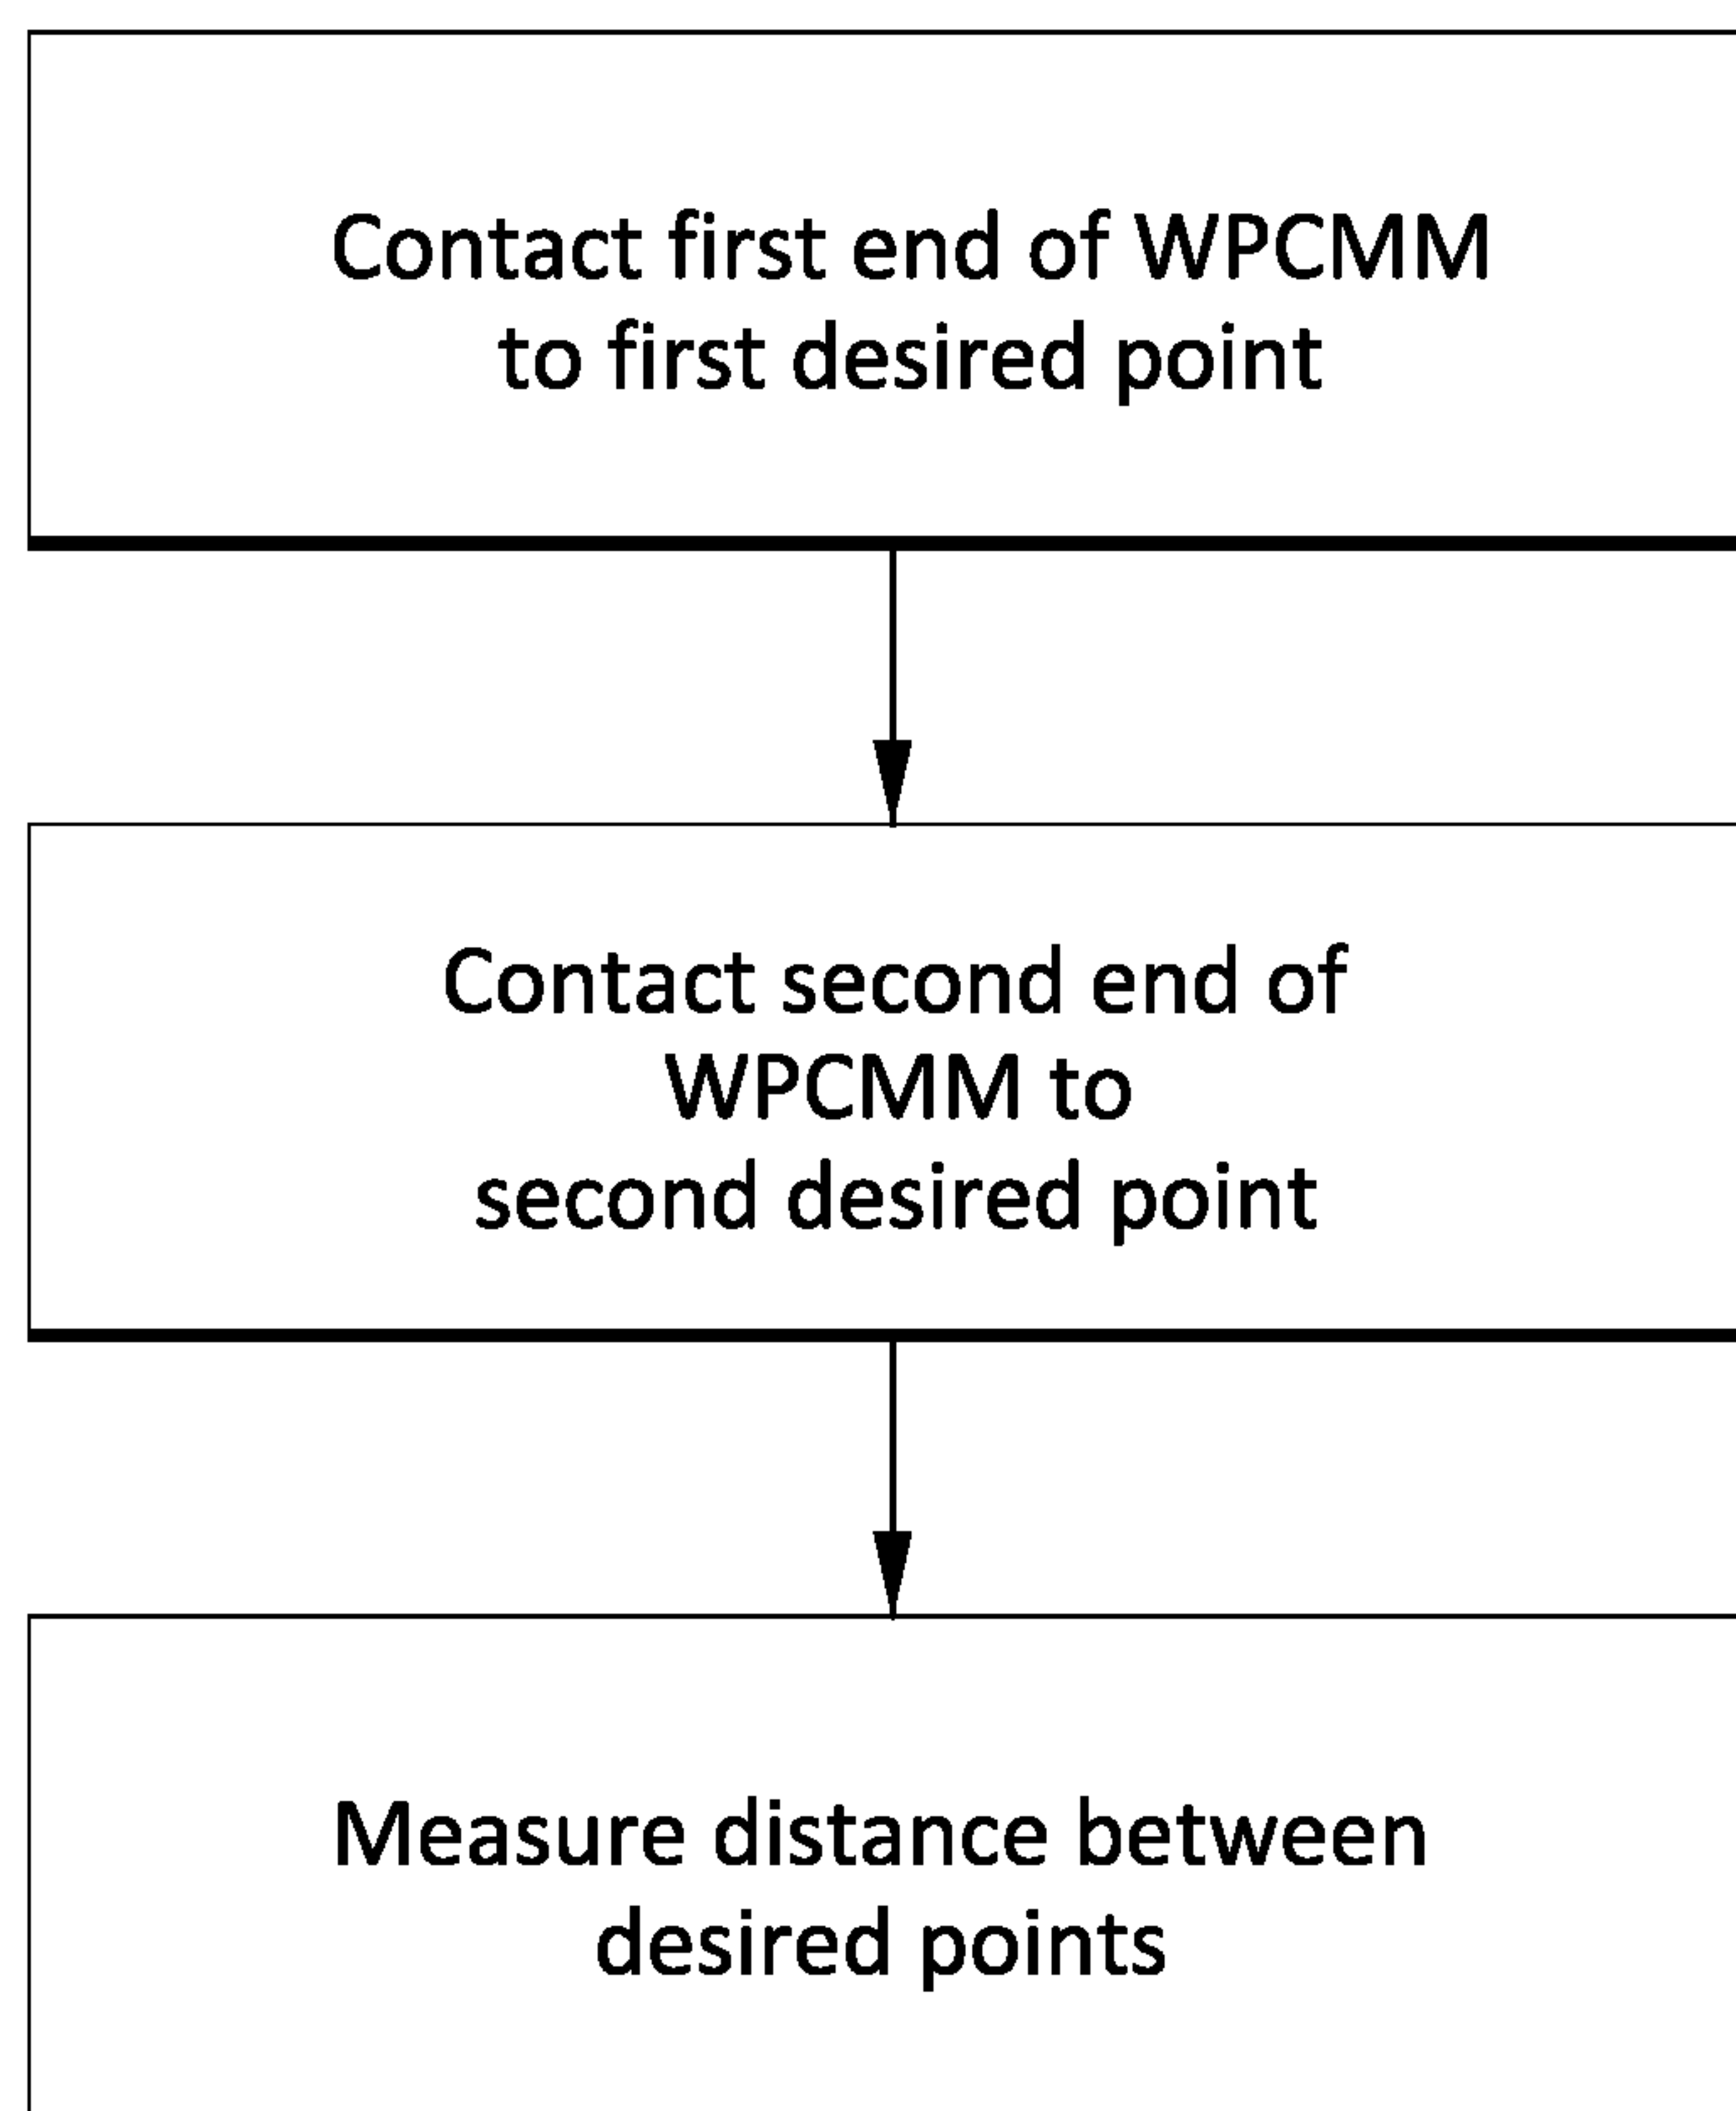 Contact first end of WPCMM
to first desired point
Contact second end of
WPCMM to
second desired point
Measure distance between
desired points